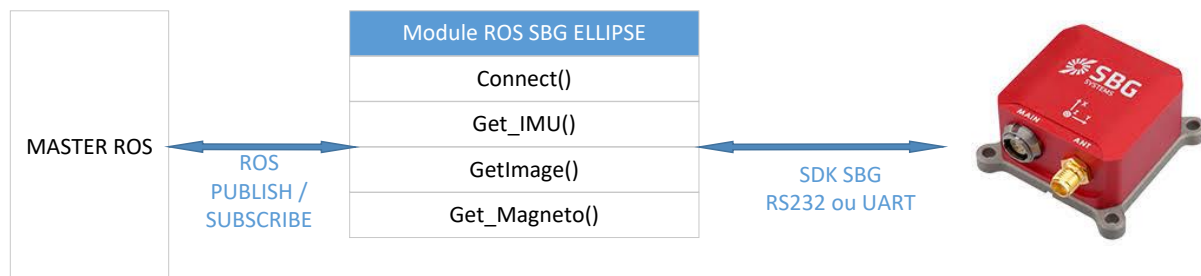 MASTER ROS
ROS
PUBLISH /
SUBSCRIBE
Module ROS SBG ELLIPSE
Connect()
Get_IMU()
GetImage()
Get_Magneto()
SDK SBG
RS232 ou UART
SBG
SYSTEMS
X
Z
Y
MAIN
ANT